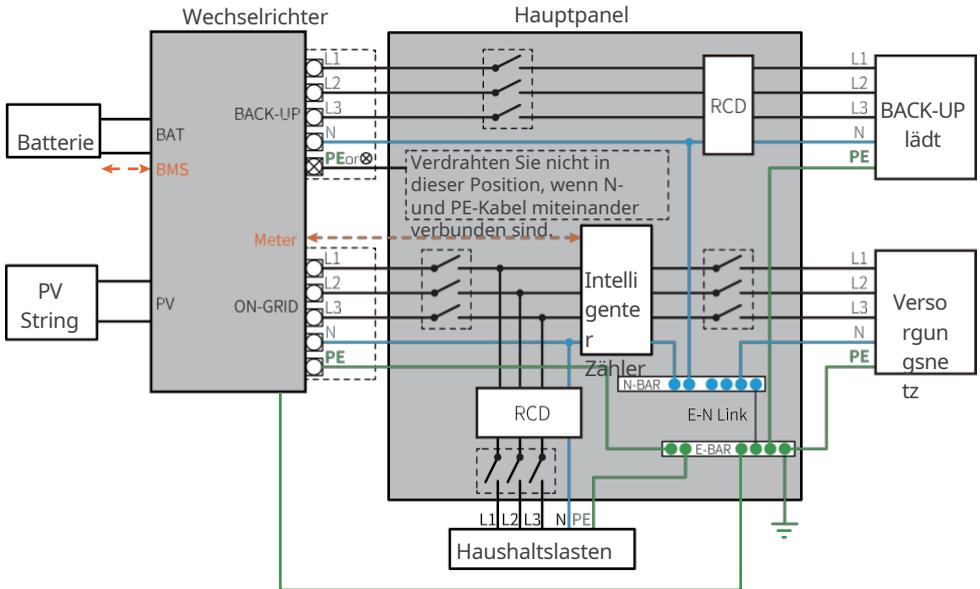 Wechselrichter
Hauptpanel
L1
L2
L3
N
PEor⊗
BACK-UP
RCD
L1
L2
L3
N
PE
BACK-UP
lädt
Batterie
BAT
BMS
Verdrahten Sie nicht in
dieser Position, wenn N-
und PE-Kabel miteinander
verbunden sind.
Meter
L1
L2
L3
N
PE
ON-GRID
PV
String
PV
Intelli
gente
r
Zähler
L1
L2
L3
N
PE
Verso
rgun
gsne
tz
N-BAR
RCD
E-N Link
E-BAR
L1 L2 L3 N PE
Haushaltslasten